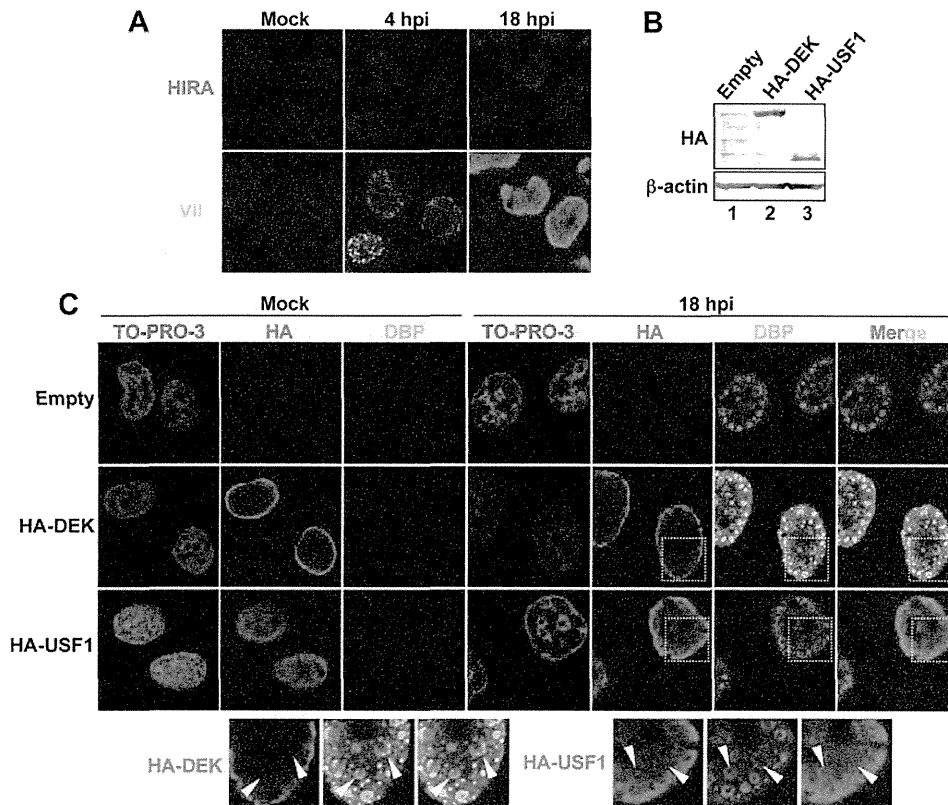 A
Mock 4 hpi 18 hpi
HIRA
VII
B
Empty HA-DEK HA-USF1
HA
β-actin
1 2 3
C
Mock 18 hpi
TO-PRO-3 HA DBP TO-PRO-3 HA DBP Merge
Empty
HA-DEK
HA-USF1
HA-DEK HA-USF1